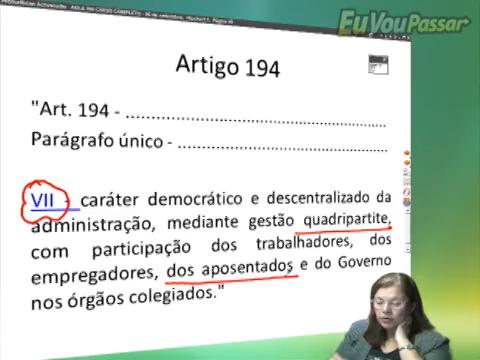 EuVouPassar
Artigo 194
"Art. 194 - ......................................................
Parágrafo único - ...........................................
VII - caráter democrático e descentralizado da
administração, mediante gestão quadripartite,
com participação dos trabalhadores, dos
empregadores, dos aposentados e do Governo
nos órgãos colegiados."